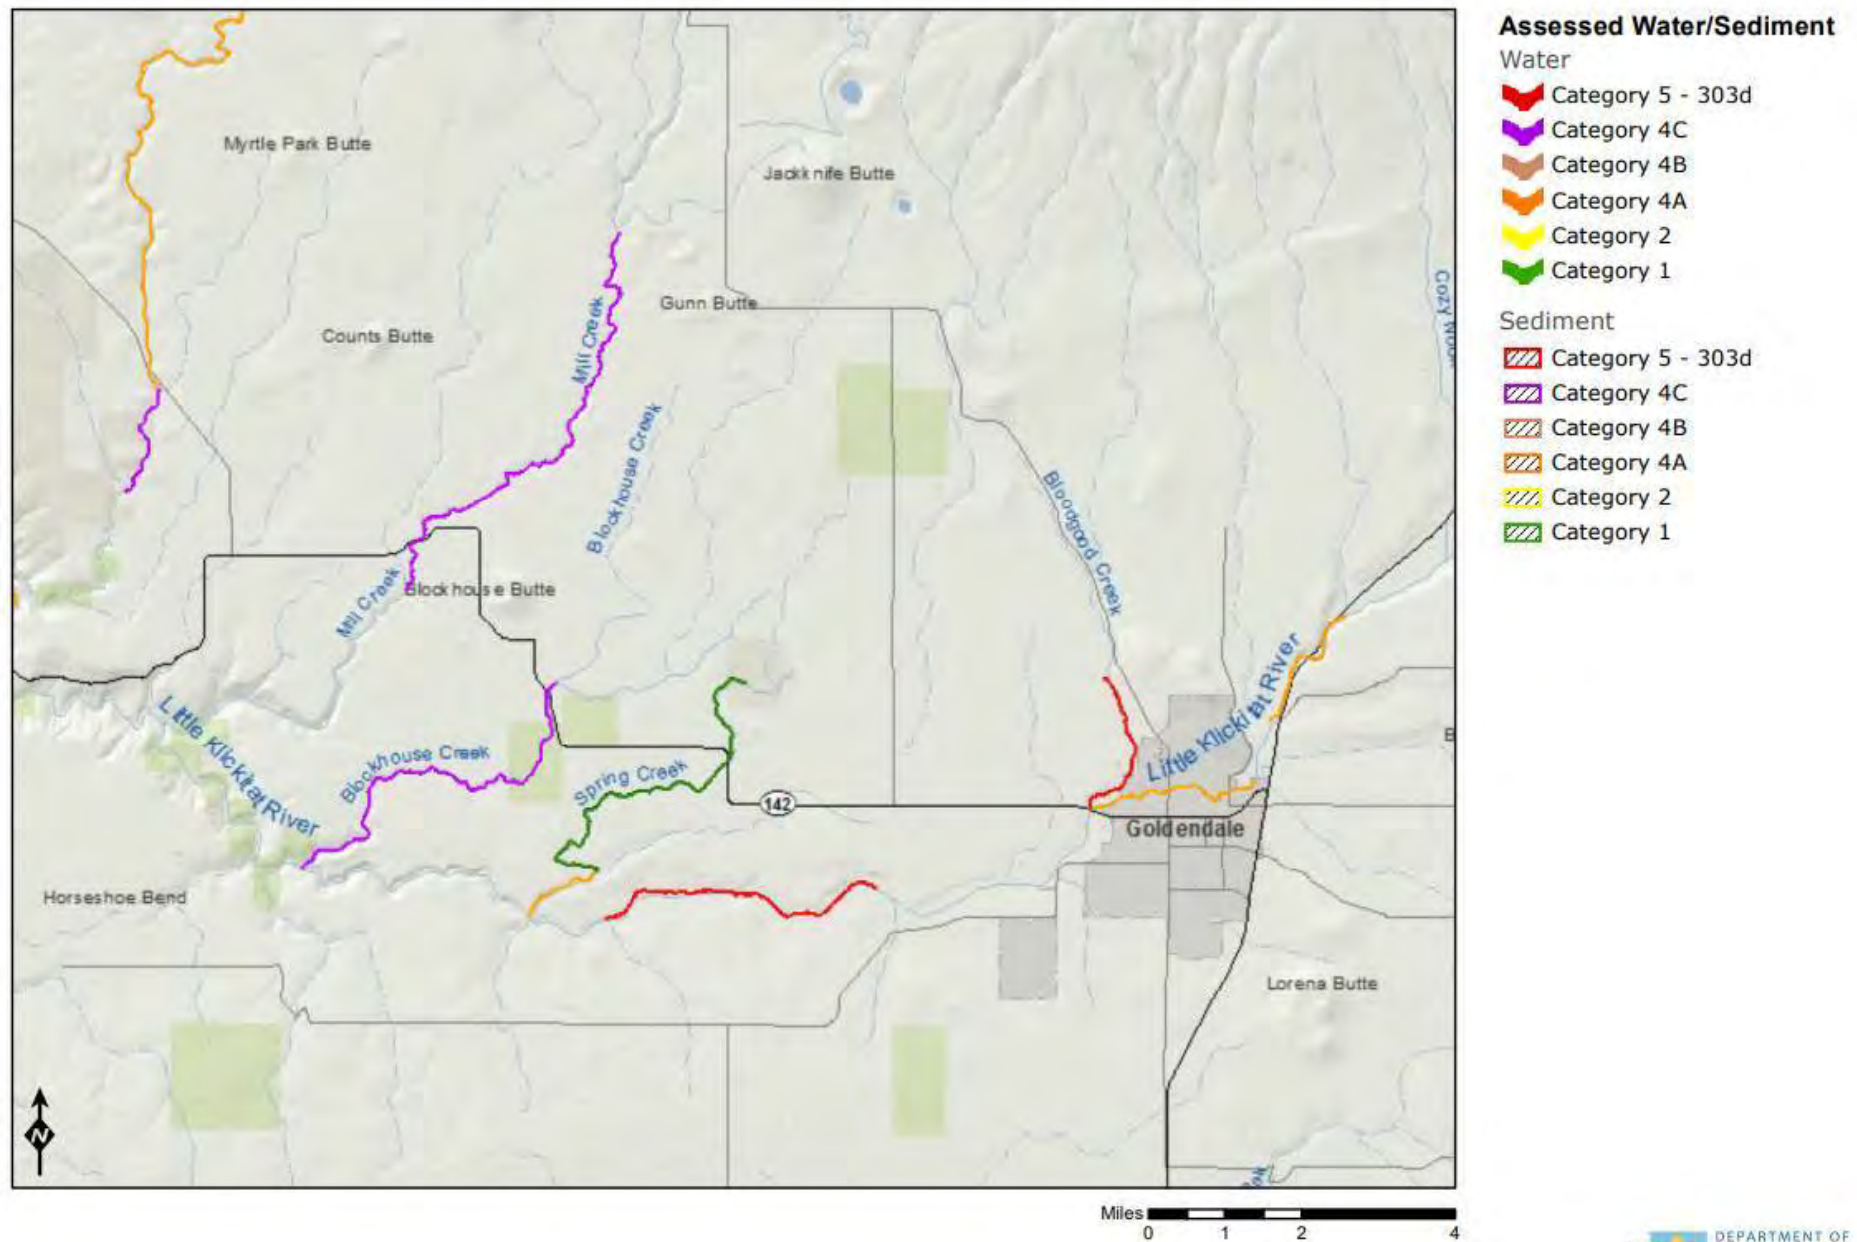 Assessed Water/Sediment
Water
Category 5 - 303d
Category 4C
Category 4B
Category 4A
Category 2
Category 1
Sediment
Category 5 - 303d
Category 4C
Category 4B
Category 4A
Category 2
Category 1
Myrtle Park Butte
Jackknife Butte
Gunn Butte
Counts Butte
Mill Creek
Blockhouse Creek
Bloodgood Creek
Blockhouse Butte
Mill Creek
Little Klickitat River
Little Klickitat River
Blockhouse Creek
Spring Creek
142
Goldendale
Horseshoe Bend
Lorena Butte
N
Miles
0 1 2 4
DEPARTMENT OF